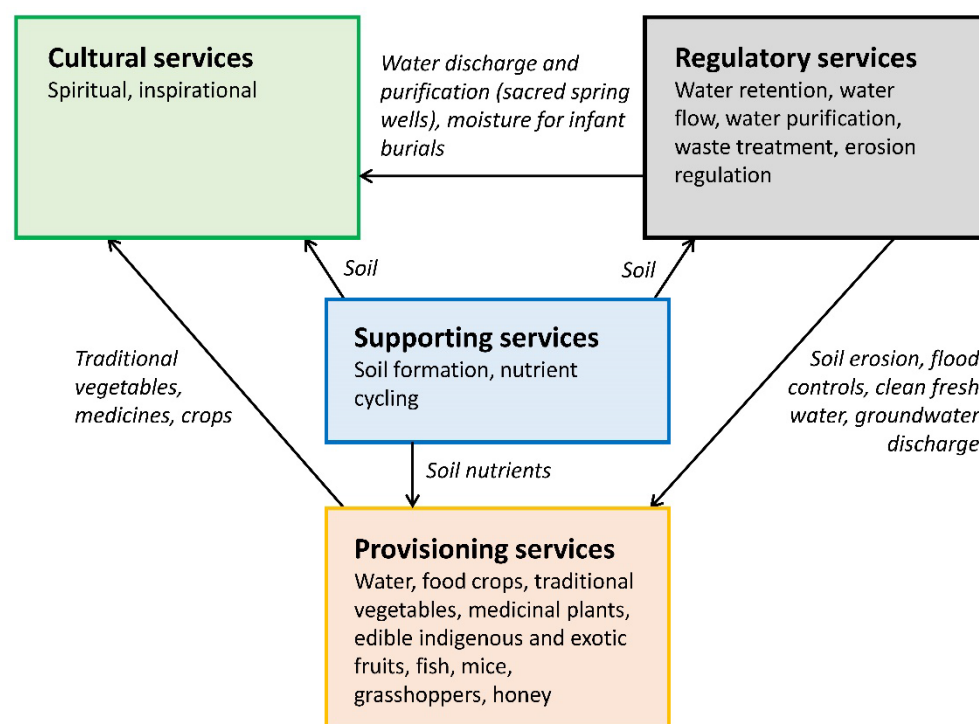 Cultural services
Spiritual, inspirational
Water discharge and
purification (sacred spring
wells), moisture for infant
burials
Regulatory services
Water retention, water
flow, water purification,
waste treatment, erosion
regulation
Soil
Soil
Supporting services
Soil formation, nutrient
cycling
Traditional
vegetables,
medicines, crops
Soil erosion, flood
controls, clean fresh
water, groundwater
discharge
Soil nutrients
Provisioning services
Water, food crops, traditional
vegetables, medicinal plants,
edible indigenous and exotic
fruits, fish, mice,
grasshoppers, honey